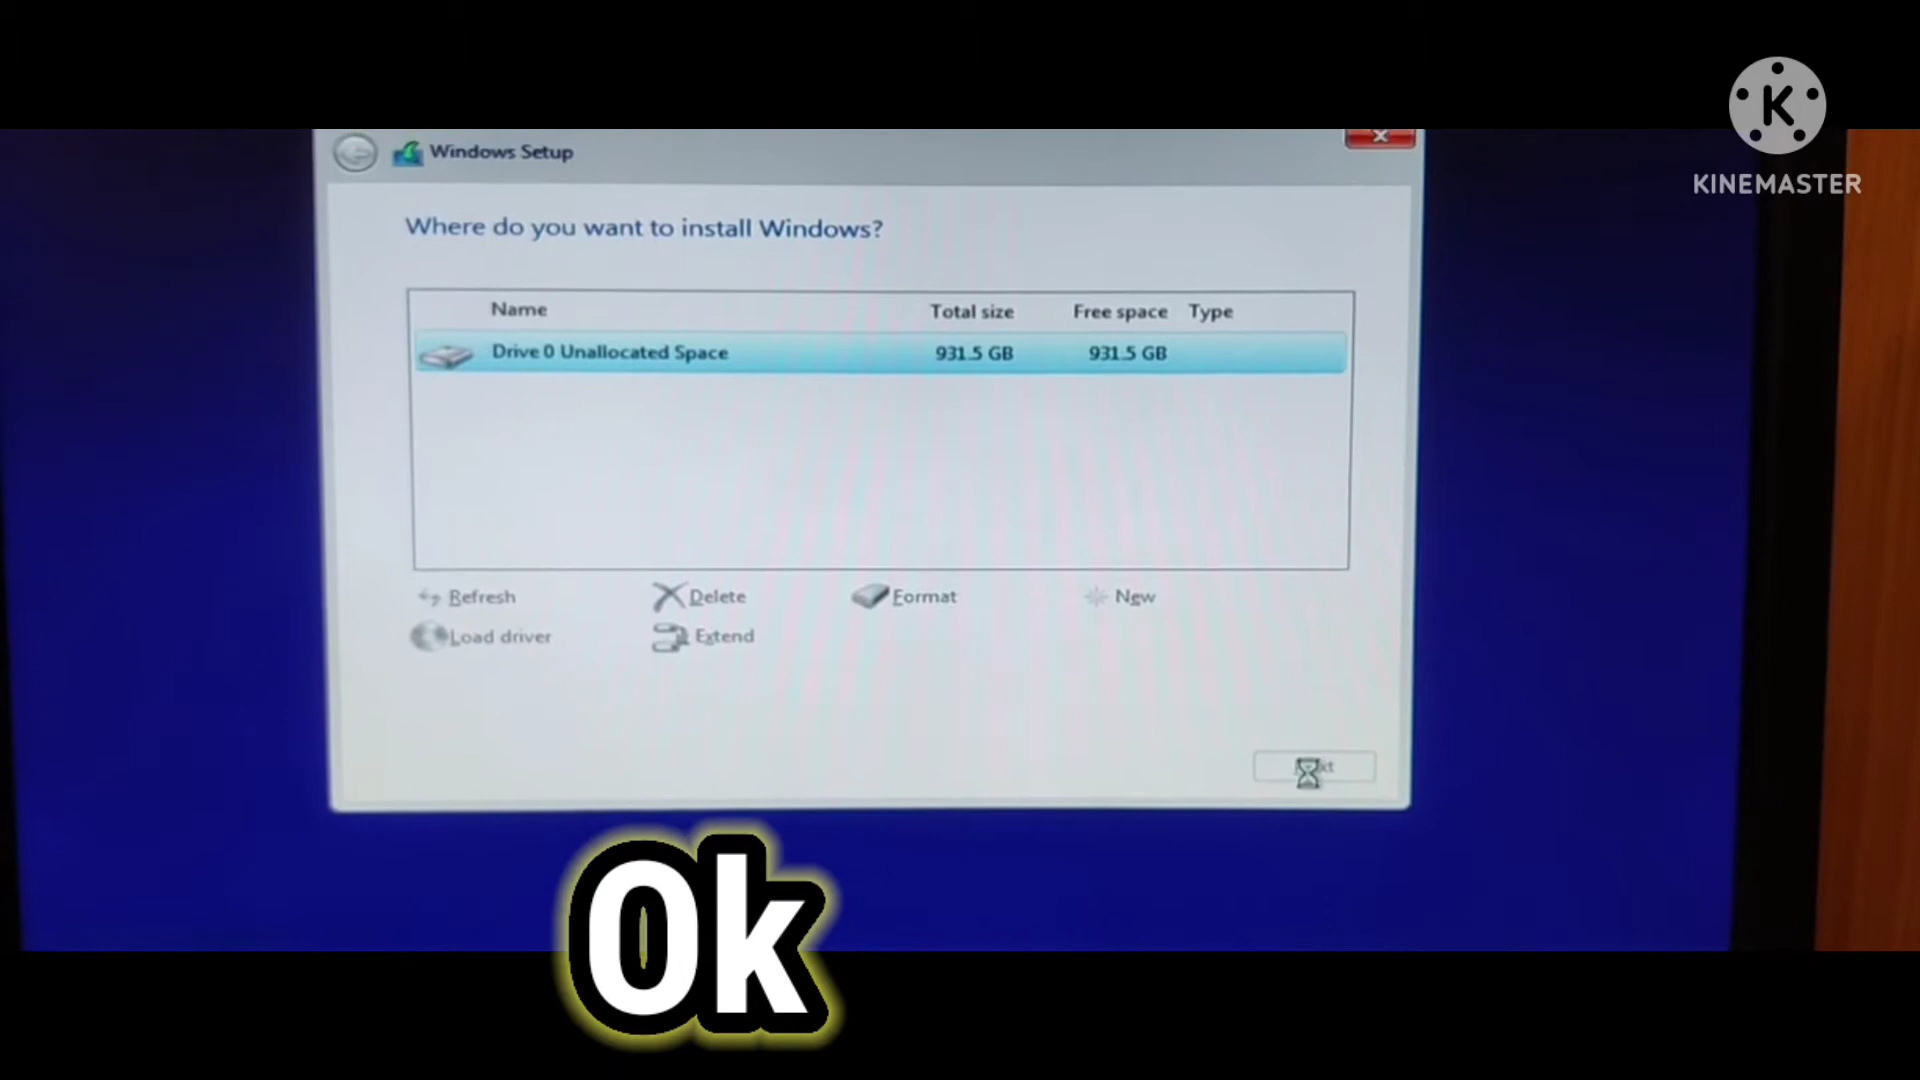 K
KINEMASTER
Windows Setup
Where do you want to install Windows?
Name Total size Free space Type
Drive 0 Unallocated Space 931.5 GB 931.5 GB
Refresh Delete Format New
Load driver Extend
Ok